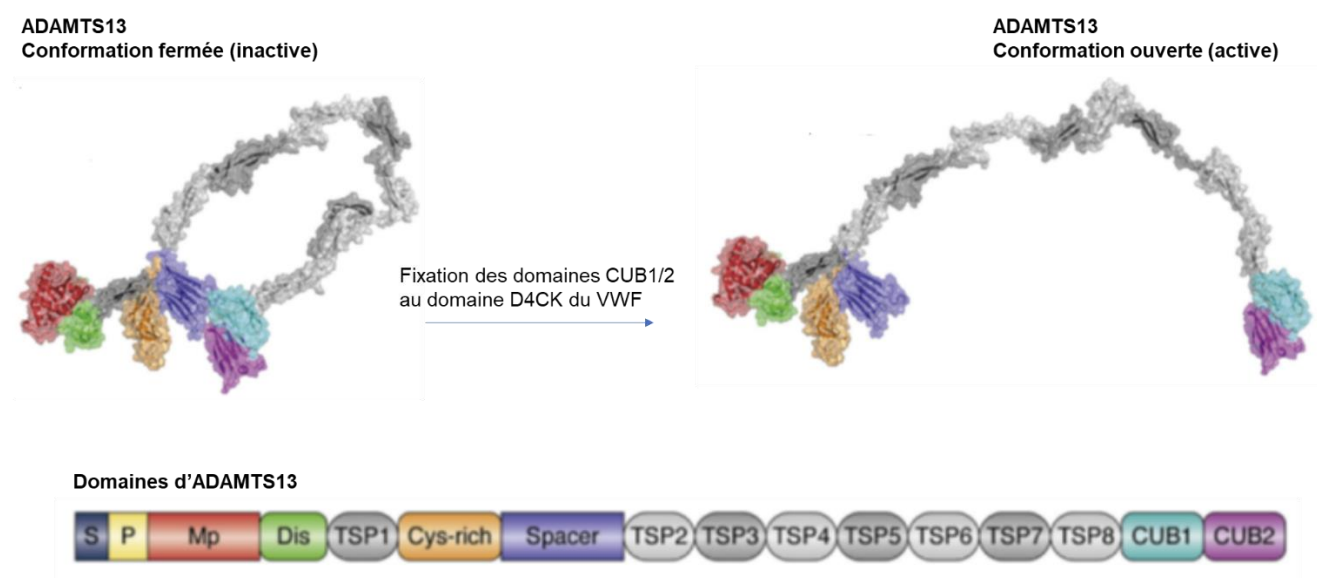 ADAMTS13
Conformation fermée (inactive)
ADAMTS13
Conformation ouverte (active)
Fixation des domaines CUB1/2
au domaine D4CK du VWF
Domaines d’ADAMTS13
S P Mp Dis TSP1 Cys-rich Spacer TSP2 TSP3 TSP4 TSP5 TSP6 TSP7 TSP8 CUB1 CUB2